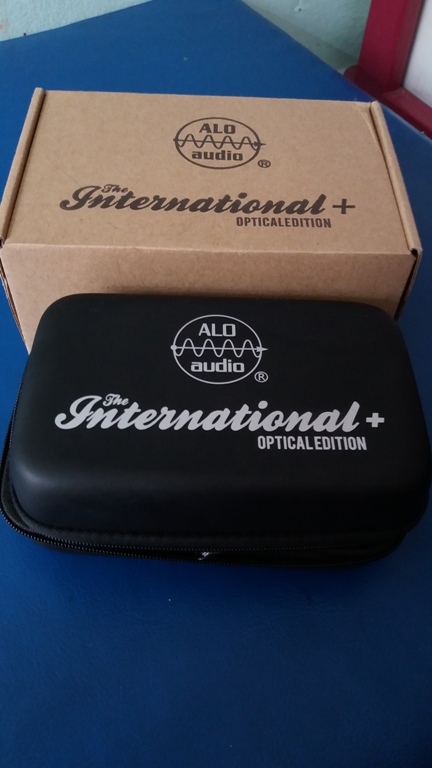 ALO
audio
®
The
International +
OPTICALEDITION
ALO
audio
®
The
International +
OPTICALEDITION